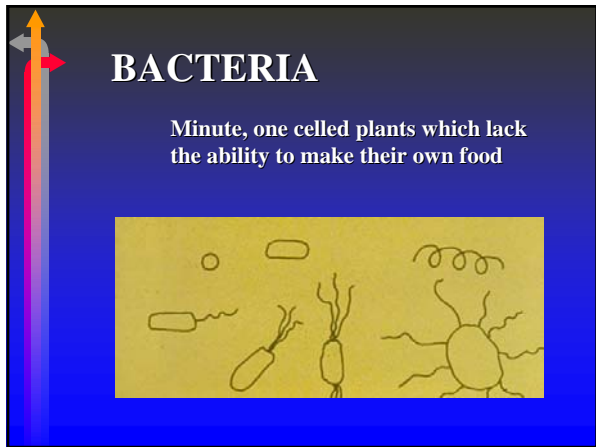 BACTERIA
Minute, one celled plants which lack
the ability to make their own food